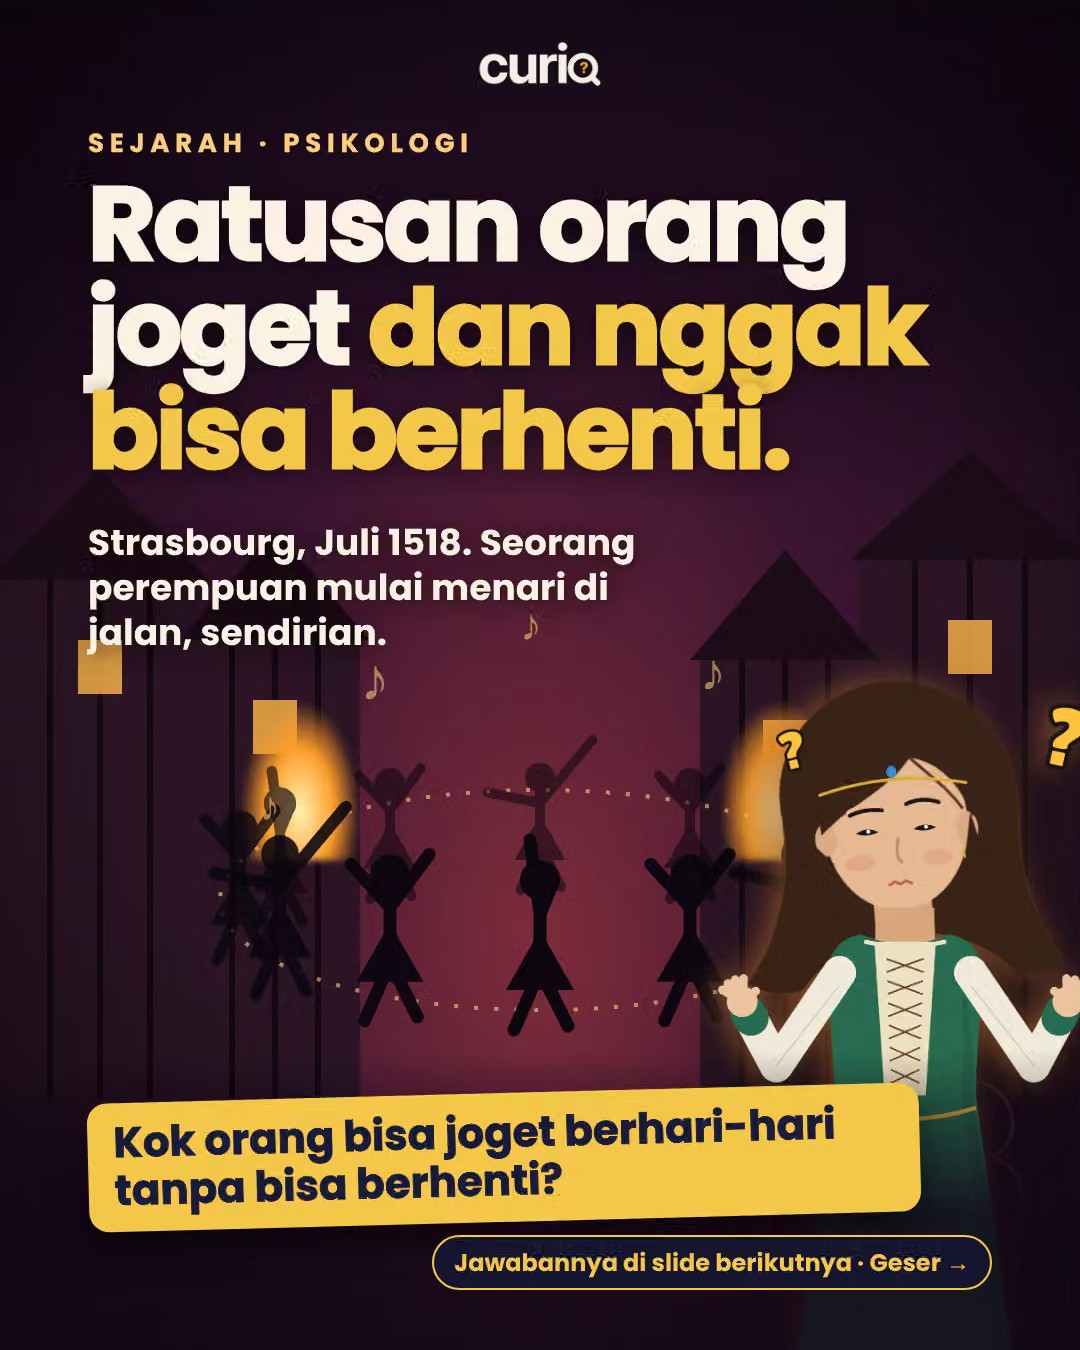 curiq
SEJARAH · PSIKOLOGI
Ratusan orang
joget dan nggak
bisa berhenti.
Strasbourg, Juli 1518. Seorang
perempuan mulai menari di
jalan, sendirian.
?
?
Kok orang bisa joget berhari-hari
tanpa bisa berhenti?
Jawabannya di slide berikutnya · Geser →